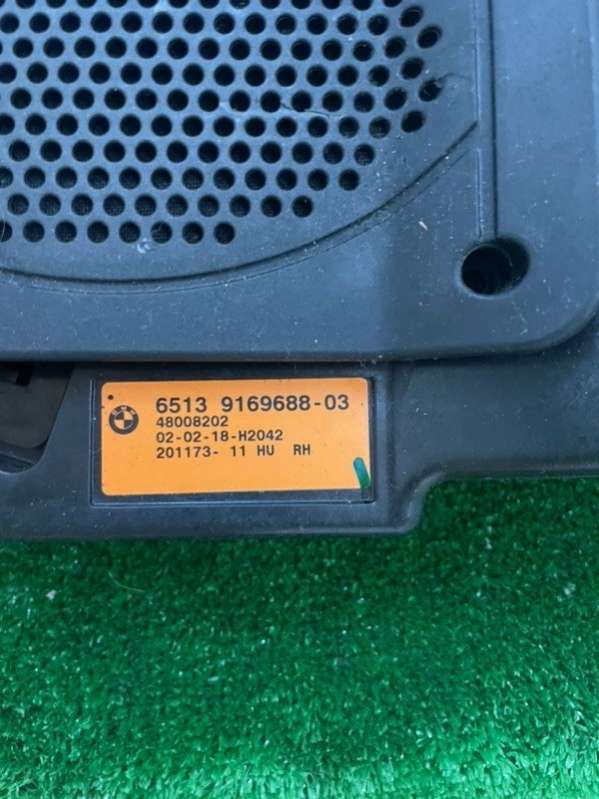 6513 9169688-03
48008202
02-02-18-H2042
201173- 11 HU RH